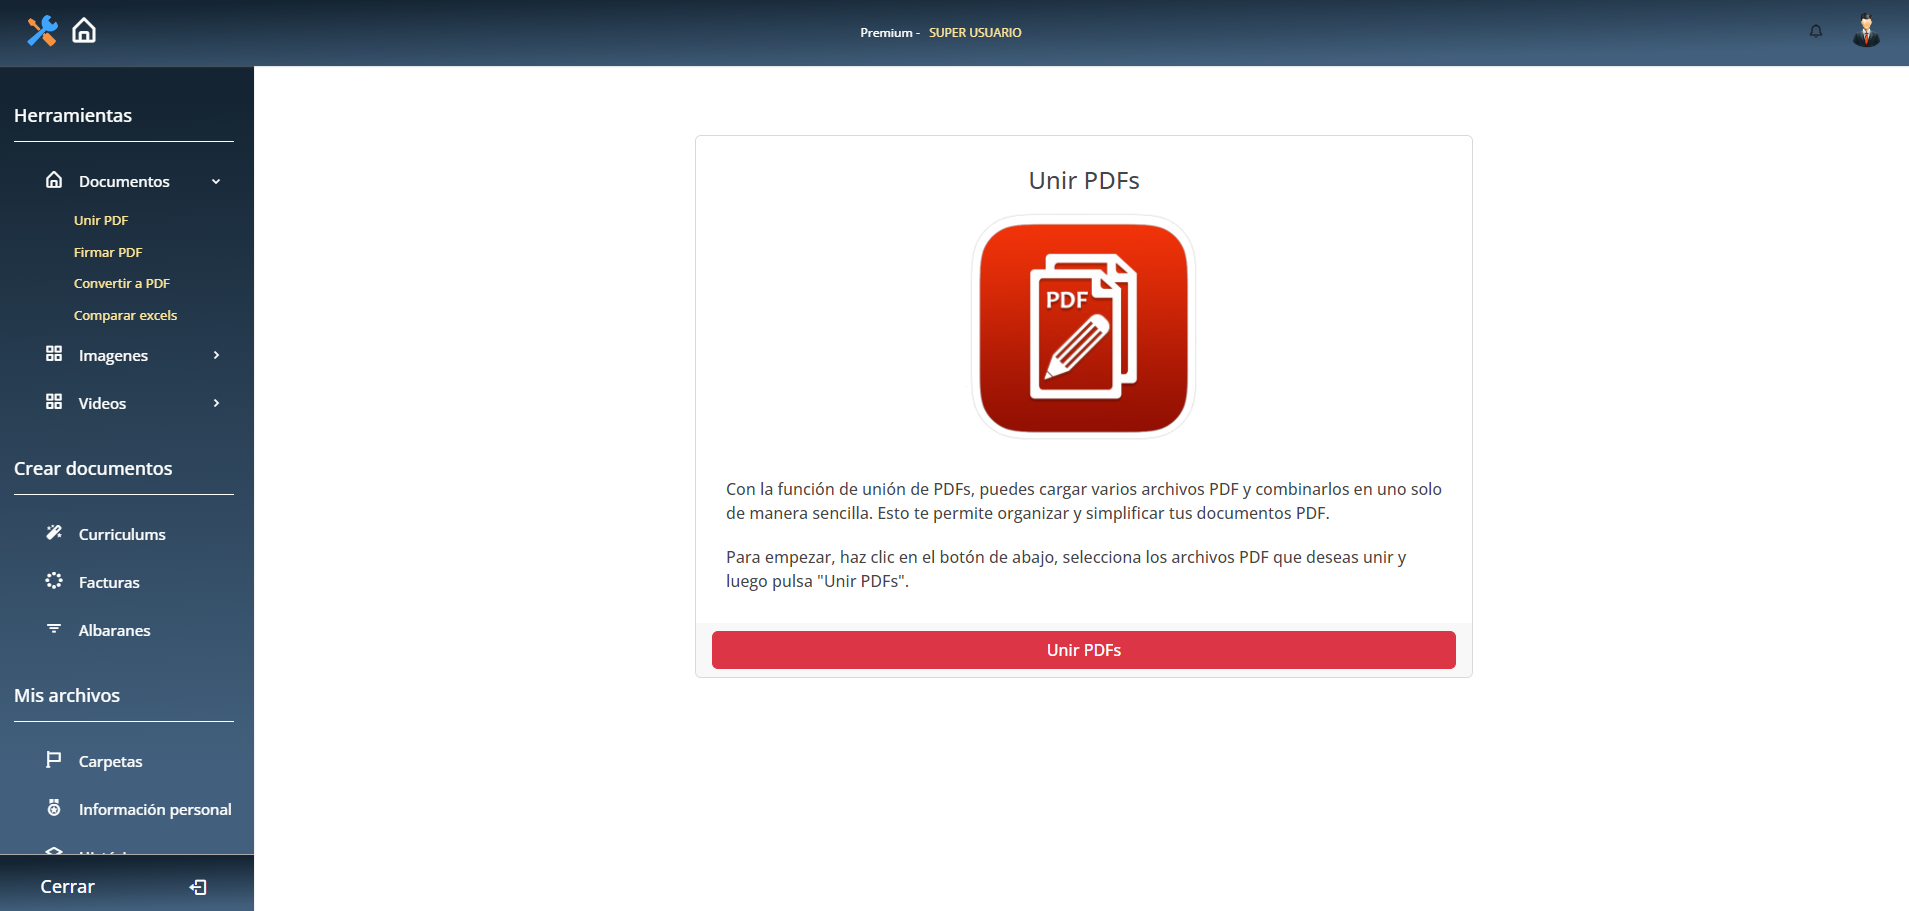 Premium - SUPER USUARIO
Herramientas
Documentos
Unir PDF
Firmar PDF
Convertir a PDF
Comparar excels
Imagenes
Videos
Crear documentos
Curriculums
Facturas
Albaranes
Mis archivos
Carpetas
Información personal
Cerrar
Unir PDFs
PDF
Con la función de unión de PDFs, puedes cargar varios archivos PDF y combinarlos en uno solo
de manera sencilla. Esto te permite organizar y simplificar tus documentos PDF.
Para empezar, haz clic en el botón de abajo, selecciona los archivos PDF que deseas unir y
luego pulsa "Unir PDFs".
Unir PDFs